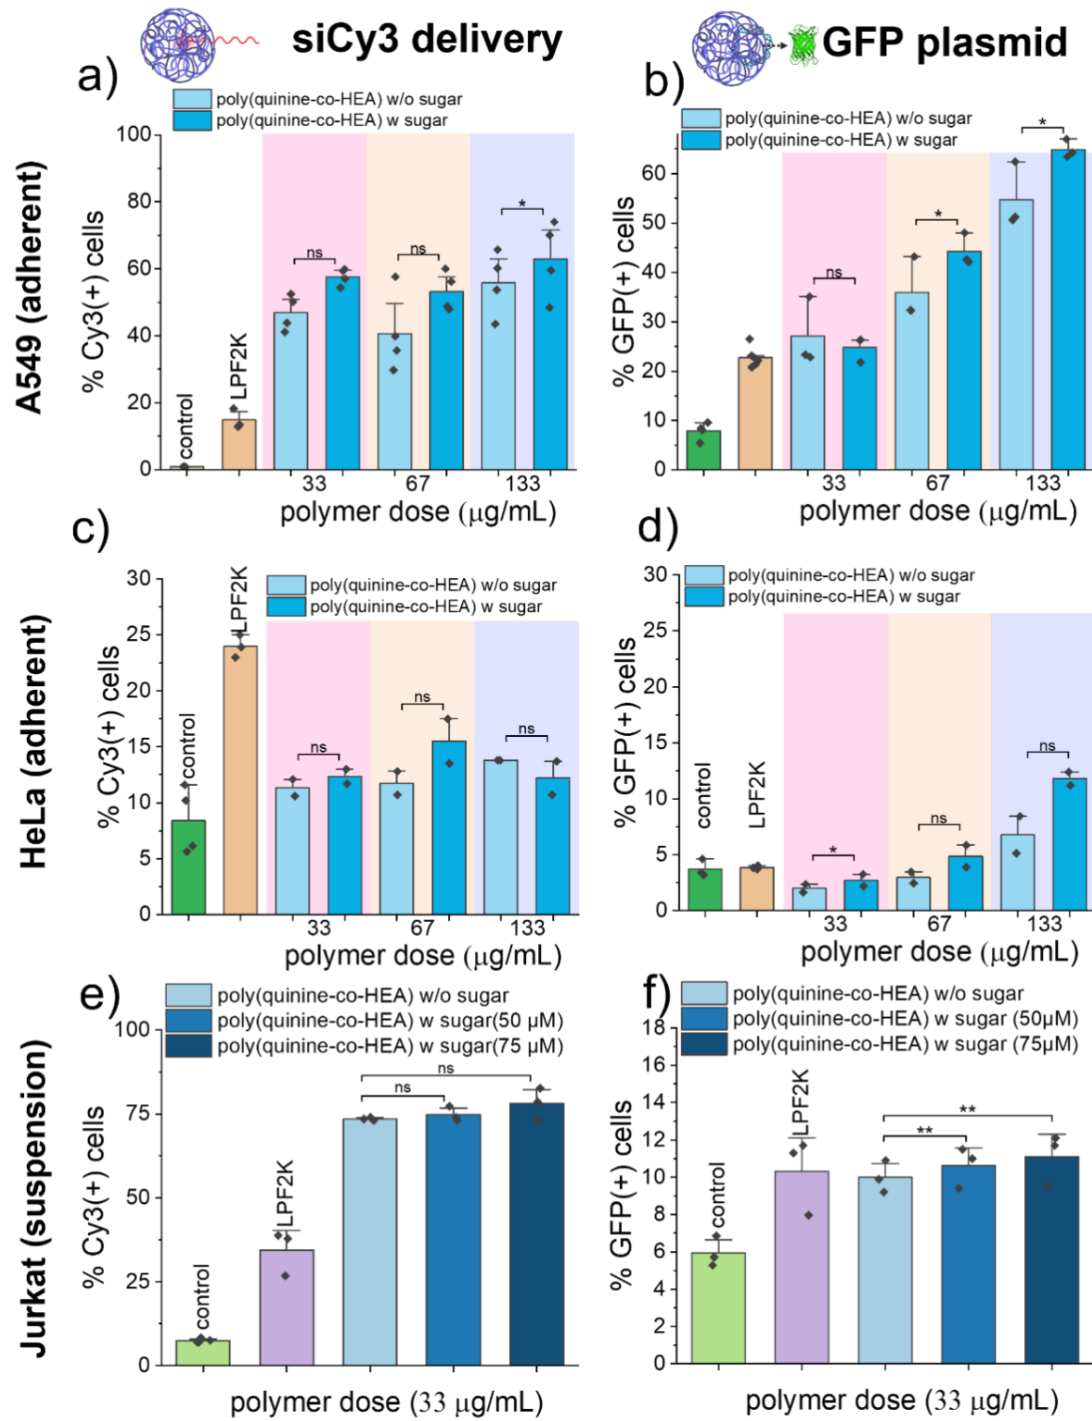 siCy3 delivery
GFP plasmid
A549 (adherent)
a)
poly(quinine-co-HEA) w/o sugar
poly(quinine-co-HEA) w sugar
% Cy3(+) cells
100
80
60
40
20
0
control
LPF2K
ns
ns
*
33
67
133
polymer dose (μg/mL)
b)
poly(quinine-co-HEA) w/o sugar
poly(quinine-co-HEA) w sugar
% GFP(+) cells
60
50
40
30
20
10
0
ns
*
*
33
67
133
polymer dose (μg/mL)
HeLa (adherent)
c)
poly(quinine-co-HEA) w/o sugar
poly(quinine-co-HEA) w sugar
% Cy3(+) cells
30
25
20
15
10
5
0
control
LPF2K
ns
ns
ns
33
67
133
polymer dose (μg/mL)
d)
poly(quinine-co-HEA) w/o sugar
poly(quinine-co-HEA) w sugar
% GFP(+) cells
30
25
20
15
10
5
0
control
LPF2K
*
ns
ns
33
67
133
polymer dose (μg/mL)
Jurkat (suspension)
e)
poly(quinine-co-HEA) w/o sugar
poly(quinine-co-HEA) w sugar(50 μM)
poly(quinine-co-HEA) w sugar(75 μM)
% Cy3(+) cells
100
75
50
25
0
control
LPF2K
ns
ns
polymer dose (33 μg/mL)
f)
poly(quinine-co-HEA) w/o sugar
poly(quinine-co-HEA) w sugar (50μM)
poly(quinine-co-HEA) w sugar (75μM)
% GFP(+) cells
18
16
14
12
10
8
6
4
2
0
control
LPF2K
**
**
polymer dose (33 μg/mL)